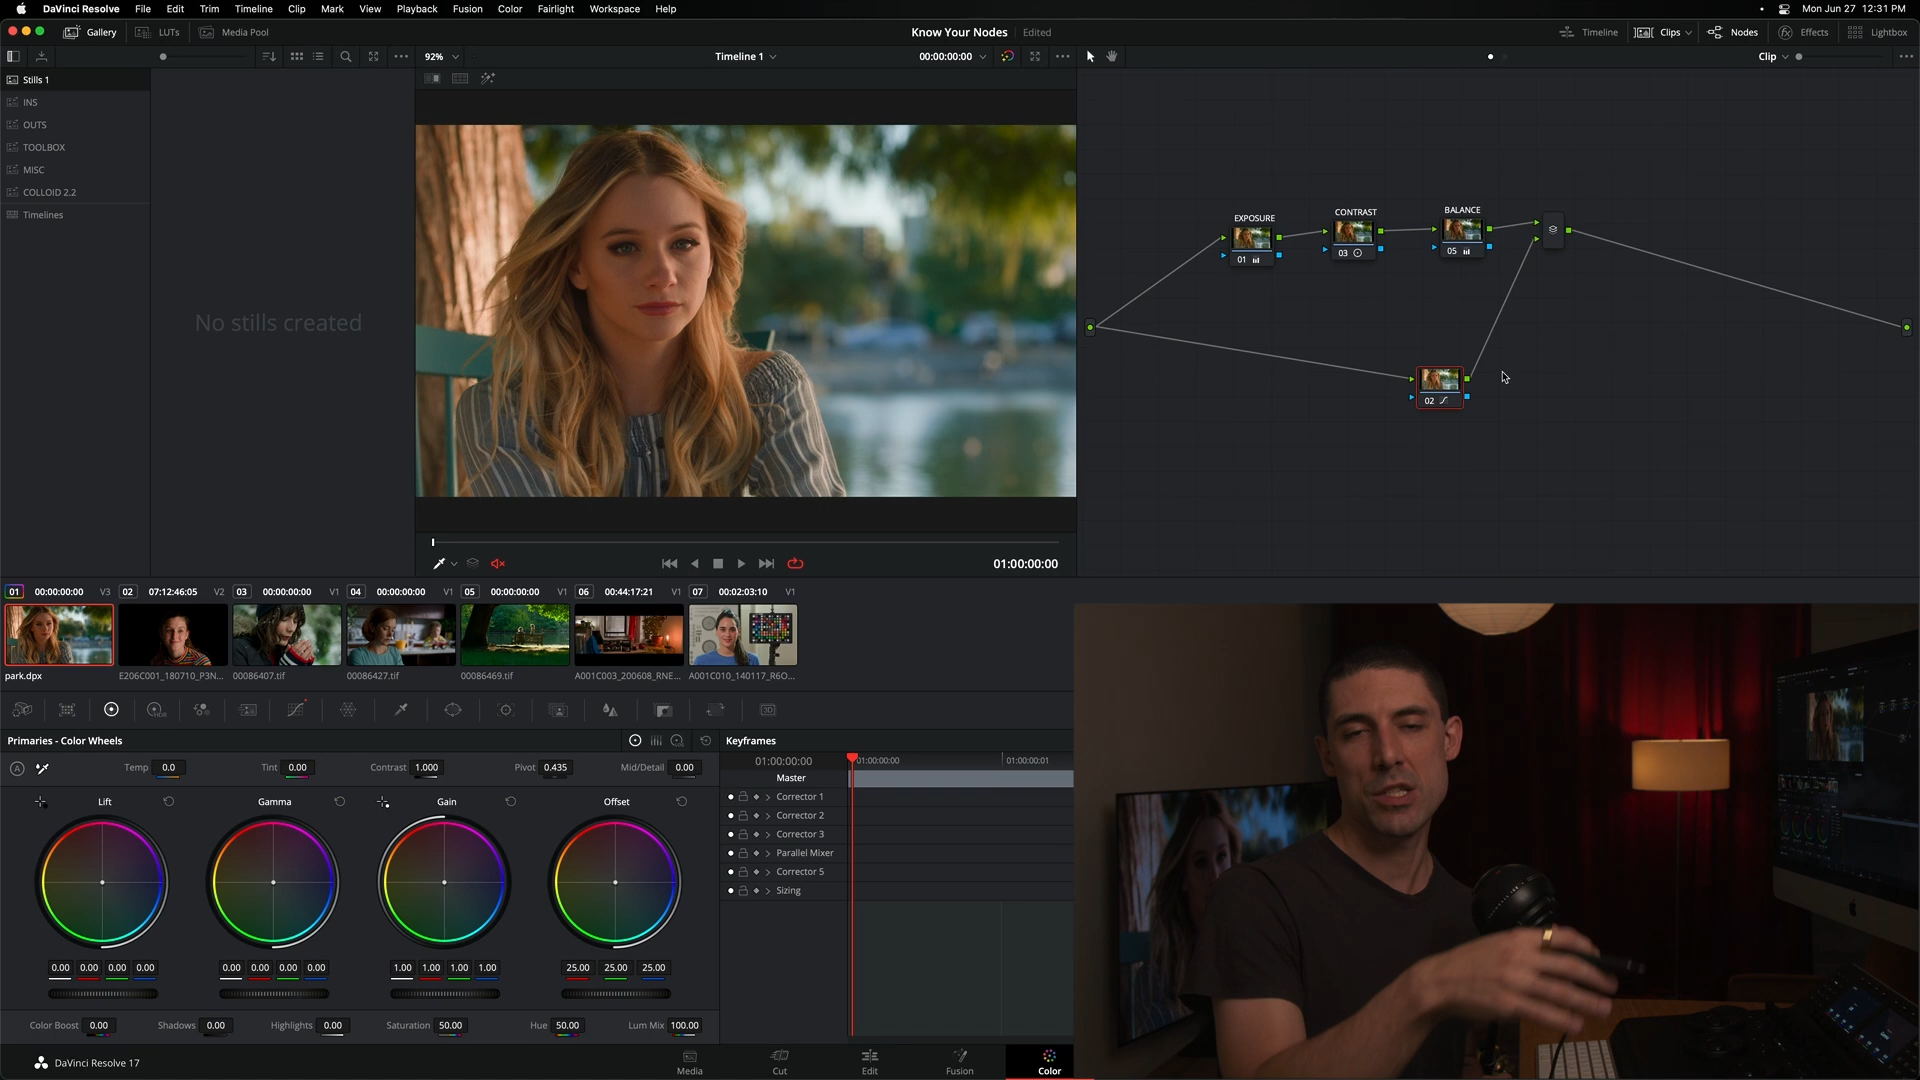 DaVinci Resolve File Edit Trim Timeline Clip Mark View Playback Fusion Color Fairlight Workspace Help Mon Jun 27 12:31 PM
Gallery LUTs Media Pool Know Your Nodes Edited Timeline Clips Nodes Effects Lightbox
92% Timeline 1 00:00:00:00 Clip
Stills 1
INS
OUTS
TOOLBOX
MISC
COLLOID 2.2
Timelines
No stills created
EXPOSURE
01
CONTRAST
03
BALANCE
05
02
01:00:00:00
01 00:00:00:00 V3 02 07:12:46:05 V2 03 00:00:00:00 V1 04 00:00:00:00 V1 05 00:00:00:00 V1 06 00:44:17:21 V1 07 00:02:03:10 V1
park.dpx E206C001_180710_P3N... 00086407.tif 00086427.tif 00086469.tif A001C003_200608_RNE... A001C010_140117_R6O...
HDR
3D
Primaries - Color Wheels
A Temp 0.0 Tint 0.00 Contrast 1.000 Pivot 0.435 Mid/Detail 0.00
Lift Gamma Gain Offset
0.00 0.00 0.00 0.00 0.00 0.00 0.00 0.00 1.00 1.00 1.00 1.00 25.00 25.00 25.00
Color Boost 0.00 Shadows 0.00 Highlights 0.00 Saturation 50.00 Hue 50.00 Lum Mix 100.00
Keyframes
01:00:00:00 01:00:00:00 01:00:00:01
Master
Corrector 1
Corrector 2
Corrector 3
Parallel Mixer
Corrector 5
Sizing
DaVinci Resolve 17 Media Cut Edit Fusion Color